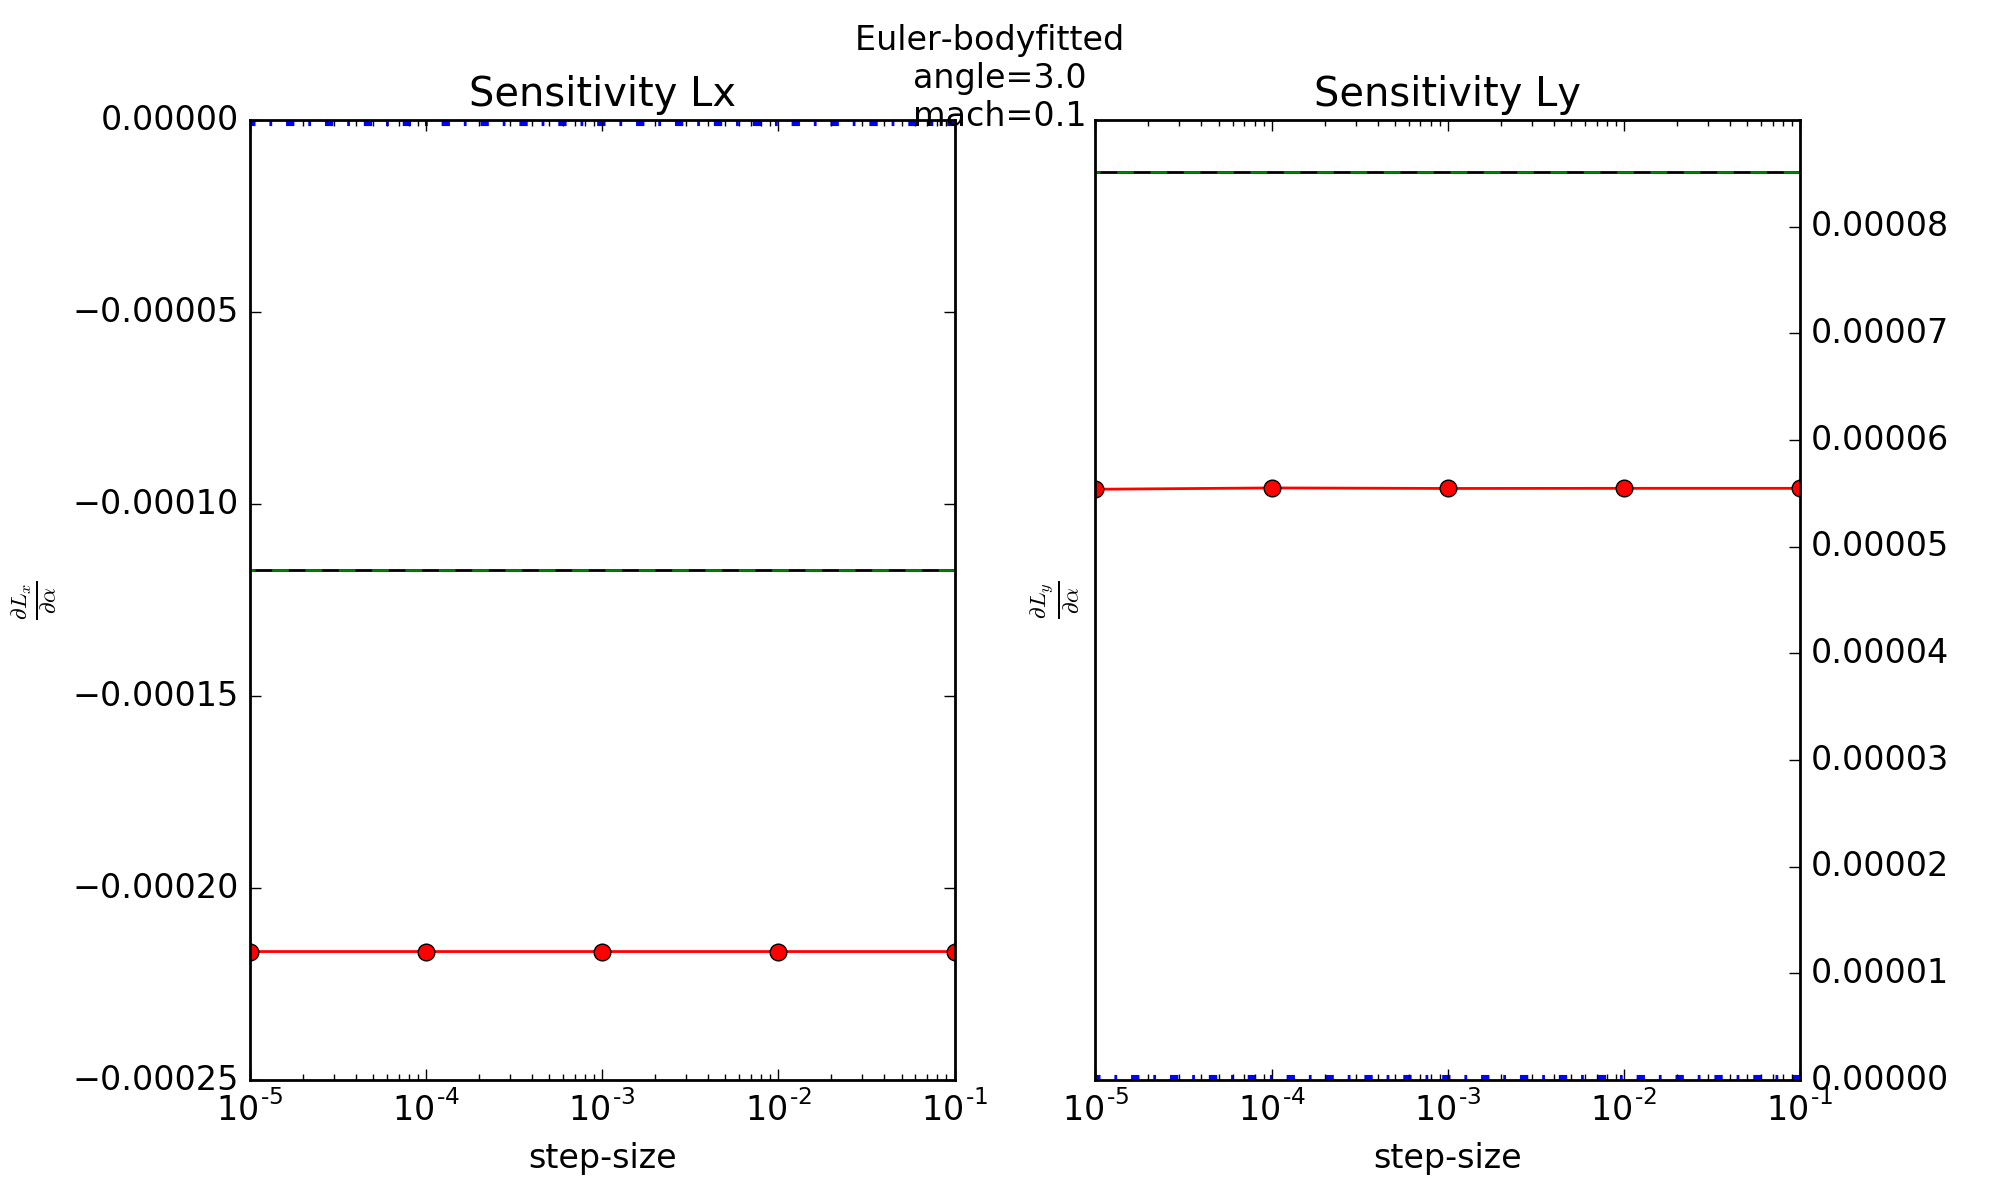 Euler-bodyfitted
angle=3.0
mach=0.1
Sensitivity Lx
0.00000
−0.00005
−0.00010
−0.00015
−0.00020
−0.00025
∂Lₓ/∂α
10⁻⁵ 10⁻⁴ 10⁻³ 10⁻² 10⁻¹
step-size
Sensitivity Ly
∂L_y/∂α
0.00008
0.00007
0.00006
0.00005
0.00004
0.00003
0.00002
0.00001
0.00000
10⁻⁵ 10⁻⁴ 10⁻³ 10⁻² 10⁻¹
step-size